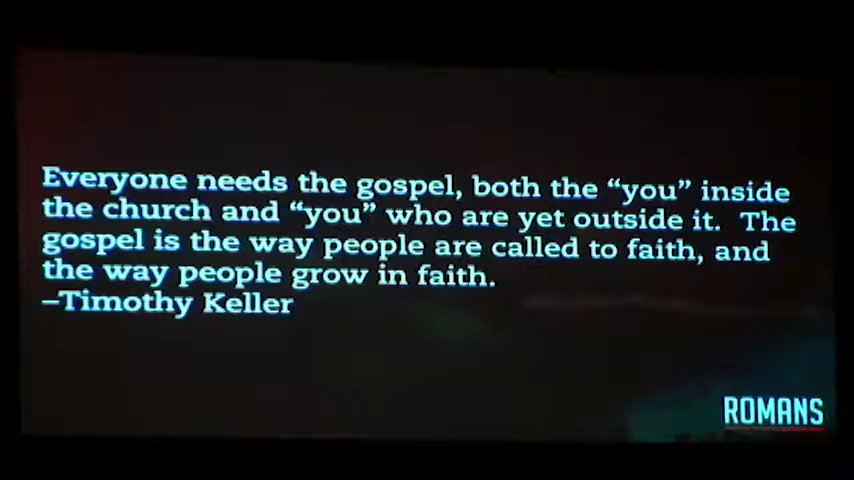 Everyone needs the gospel, both the “you” inside
the church and “you” who are yet outside it.  The
gospel is the way people are called to faith, and
the way people grow in faith.
–Timothy Keller
ROMANS